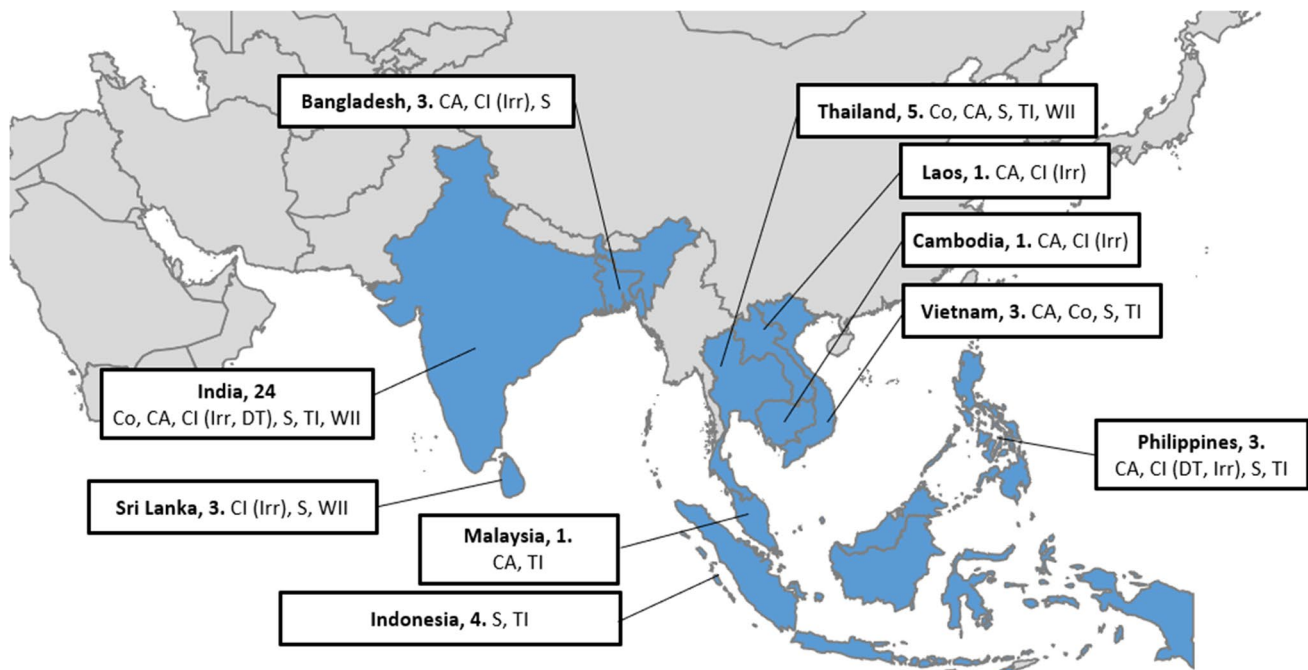 Bangladesh, 3. CA, CI (Irr), S
Thailand, 5. Co, CA, S, TI, WII
Laos, 1. CA, CI (Irr)
Cambodia, 1. CA, CI (Irr)
Vietnam, 3. CA, Co, S, TI
India, 24
Co, CA, CI (Irr, DT), S, TI, WII
Philippines, 3.
CA, CI (DT, Irr), S, TI
Sri Lanka, 3. CI (Irr), S, WII
Malaysia, 1.
CA, TI
Indonesia, 4. S, TI